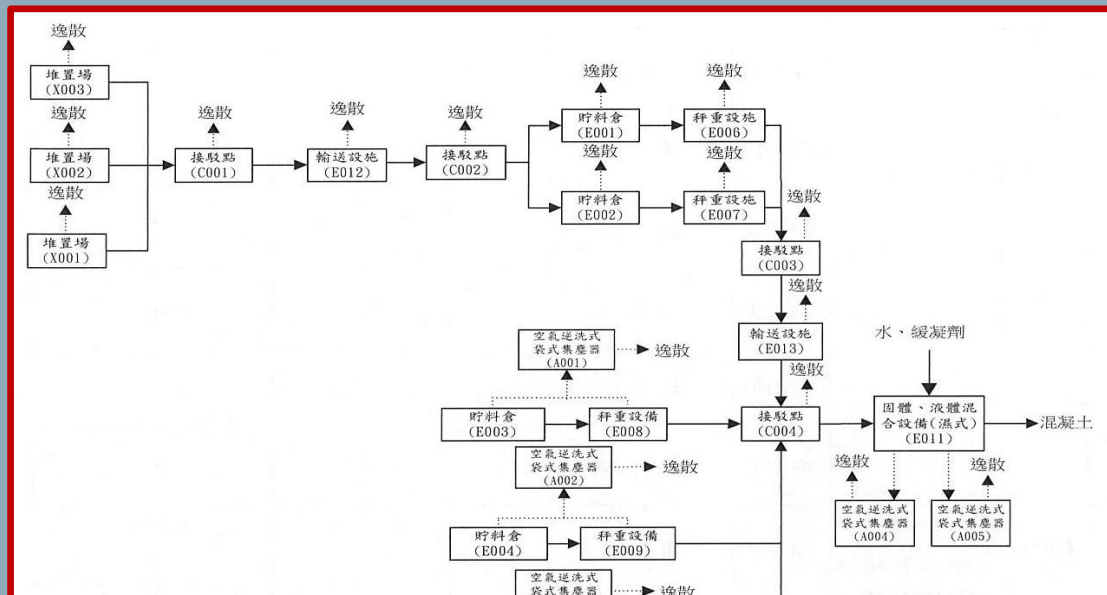 逸散
堆置場
(X003)
逸散
堆置場
(X002)
逸散
堆置場
(X001)
逸散
接駁點
(C001)
逸散
輸送設施
(E012)
逸散
接駁點
(C002)
逸散
貯料倉
(E001)
逸散
秤重設施
(E006)
逸散
貯料倉
(E002)
逸散
秤重設施
(E007)
逸散
接駁點
(C003)
逸散
輸送設施
(E013)
逸散
接駁點
(C004)
空氣逆洗式
袋式集塵器
(A001)
逸散
貯料倉
(E003)
秤重設備
(E008)
空氣逆洗式
袋式集塵器
(A002)
逸散
貯料倉
(E004)
秤重設備
(E009)
空氣逆洗式
袋式集塵器
逸散
水、緩凝劑
固體、液體混
合設備(濕式)
(E011)
混凝土
逸散
空氣逆洗式
袋式集塵器
(A004)
逸散
空氣逆洗式
袋式集塵器
(A005)